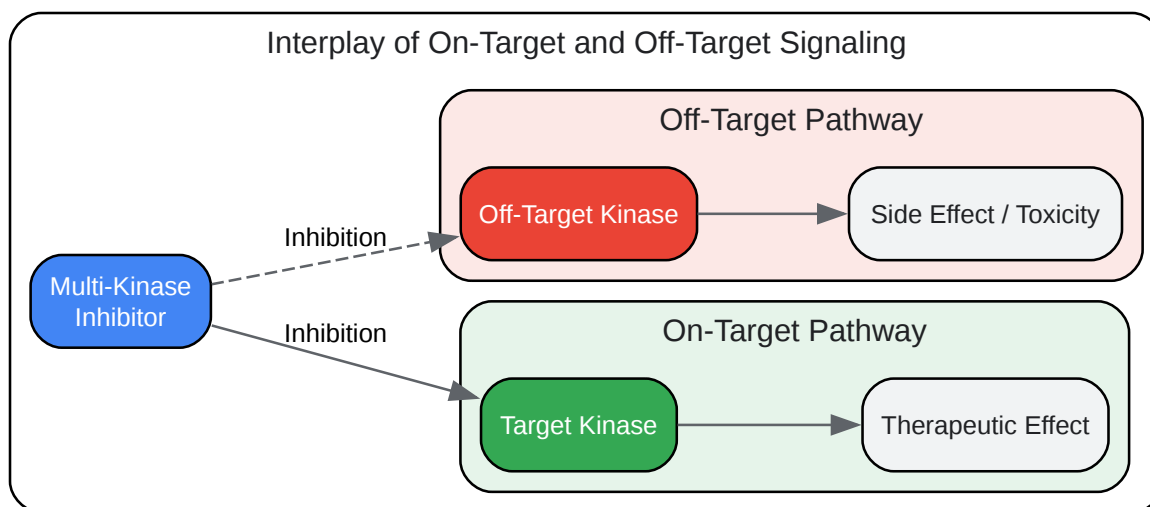 Interplay of On-Target and Off-Target Signaling
Off-Target Pathway
Off-Target Kinase
Side Effect / Toxicity
Inhibition
Multi-Kinase
Inhibitor
Inhibition
On-Target Pathway
Target Kinase
Therapeutic Effect